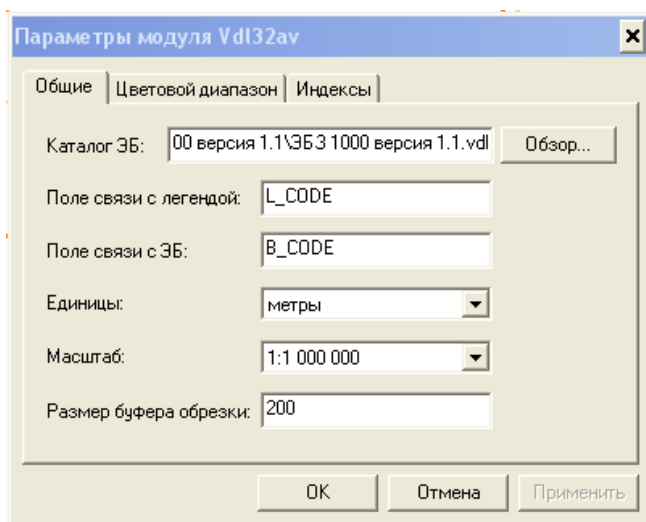 Параметры модуля Vdl32av
Общие Цветовой диапазон Индексы
Каталог ЭБ: 00 версия 1.1\ЭБЗ 1000 версия 1.1.vdl Обзор...
Поле связи с легендой: L_CODE
Поле связи с ЭБ: B_CODE
Единицы: метры
Масштаб: 1:1 000 000
Размер буфера обрезки: 200
OK Отмена Применить